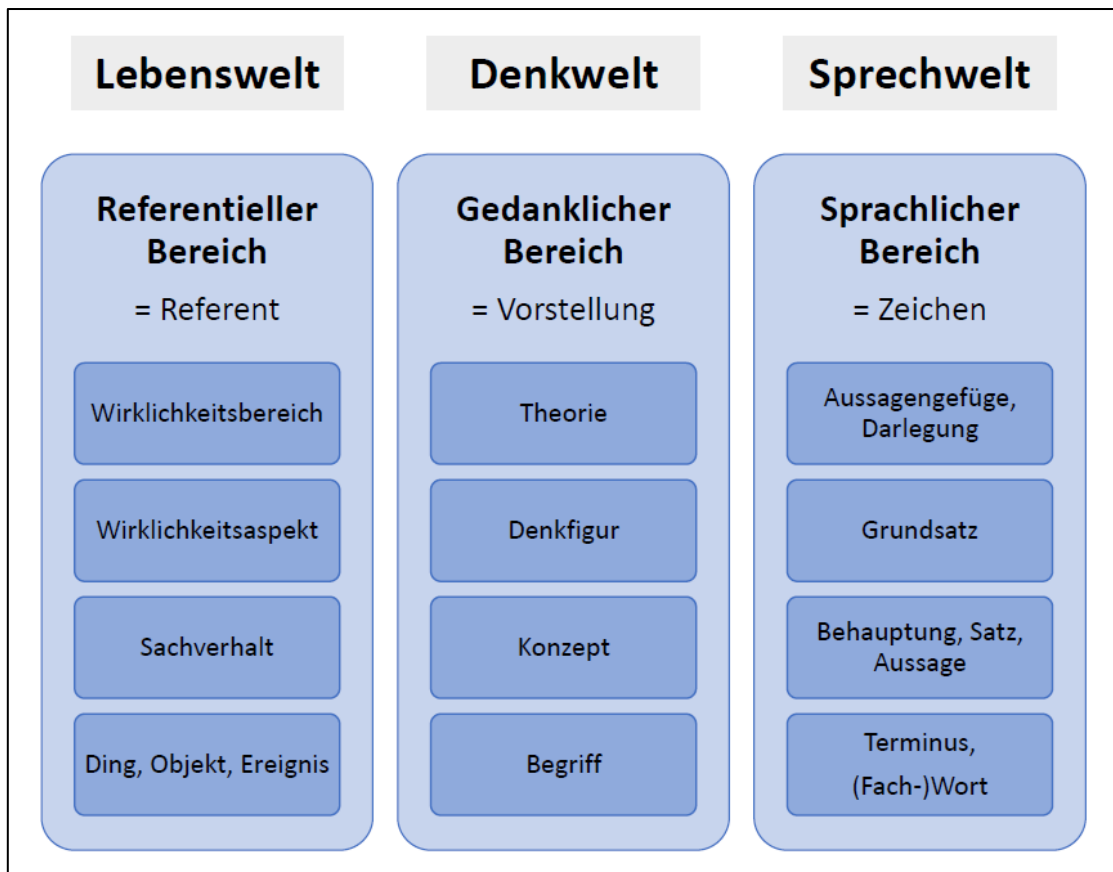 Lebenswelt
Denkwelt
Sprechwelt
Referentieller
Bereich
= Referent
Wirklichkeitsbereich
Wirklichkeitsaspekt
Sachverhalt
Ding, Objekt, Ereignis
Gedanklicher
Bereich
= Vorstellung
Theorie
Denkfigur
Konzept
Begriff
Sprachlicher
Bereich
= Zeichen
Aussagengefüge,
Darlegung
Grundsatz
Behauptung, Satz,
Aussage
Terminus,
(Fach-)Wort